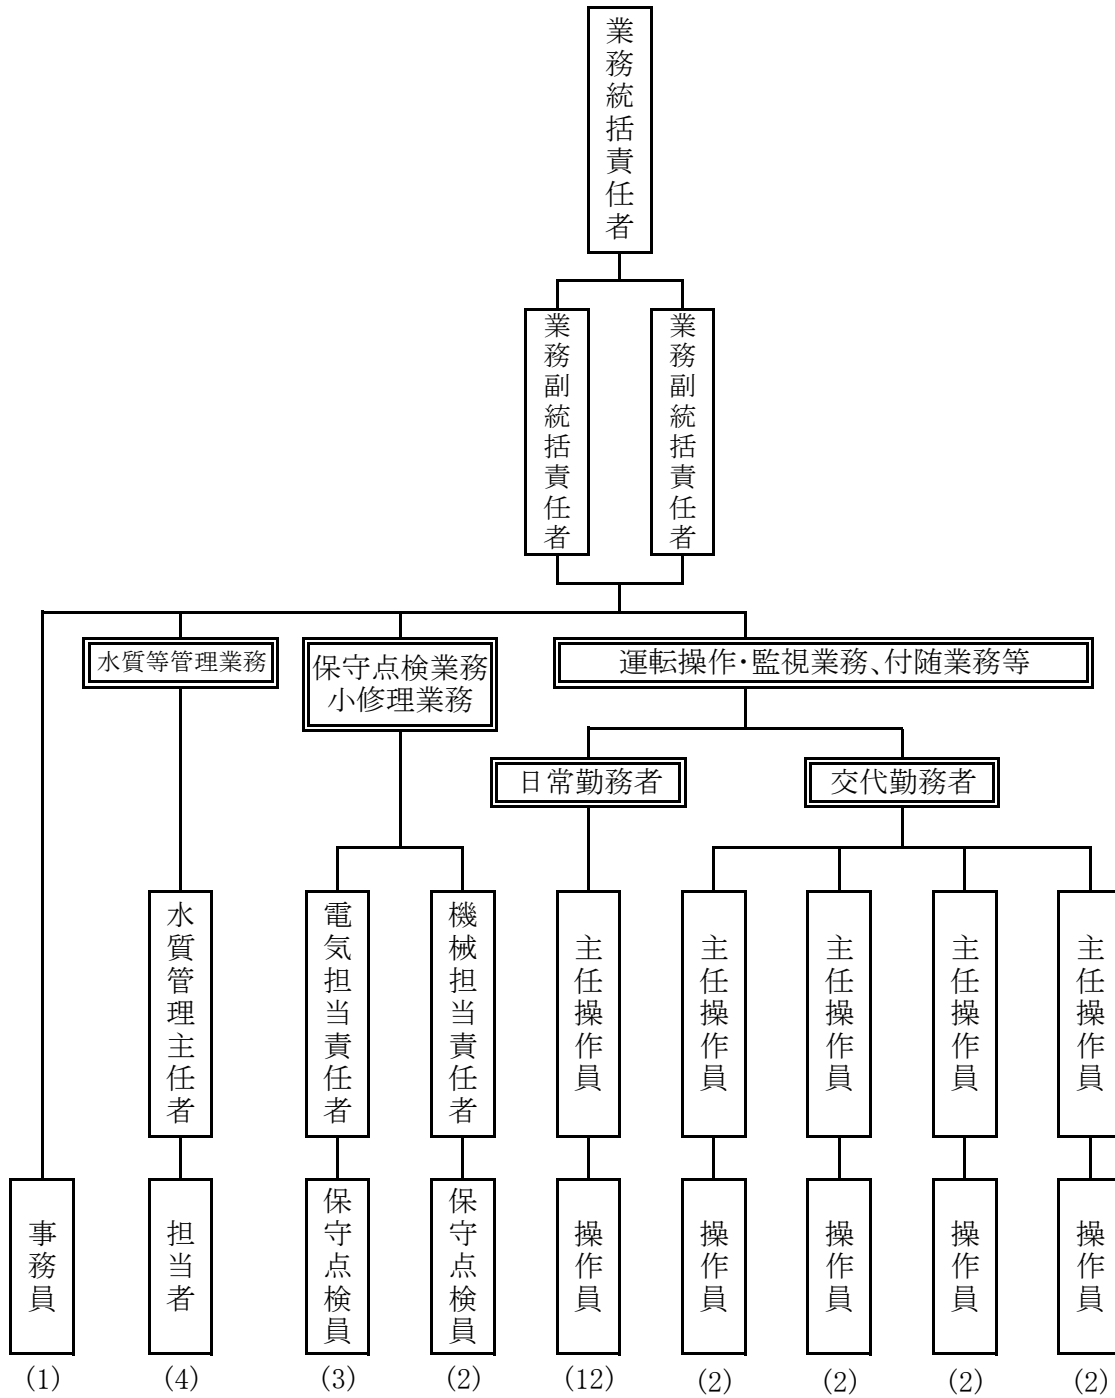 業務統括責任者
業務副統括責任者
業務副統括責任者
水質等管理業務
保守点検業務
小修理業務
運転操作・監視業務、付随業務等
日常勤務者
交代勤務者
水質管理主任者
電気担当責任者
機械担当責任者
主任操作員
主任操作員
主任操作員
主任操作員
主任操作員
事務員
担当者
保守点検員
保守点検員
操作員
操作員
操作員
操作員
操作員
(1)
(4)
(3)
(2)
(12)
(2)
(2)
(2)
(2)